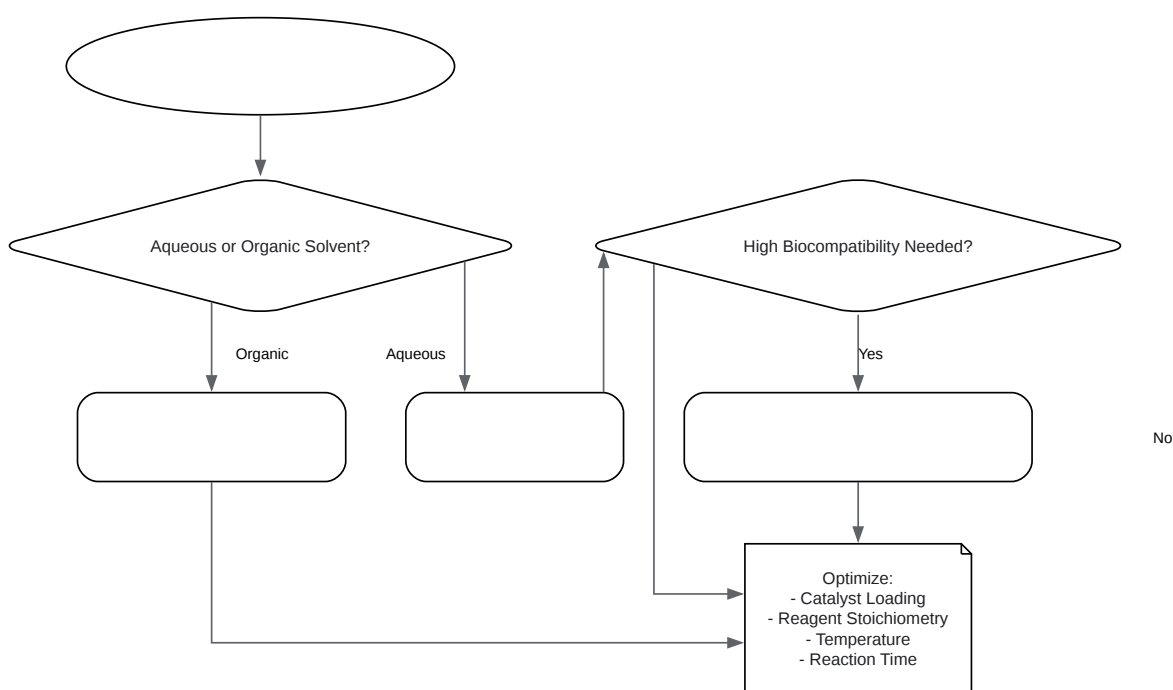 Aqueous or Organic Solvent?
High Biocompatibility Needed?
Organic
Aqueous
Yes
No
Optimize:
- Catalyst Loading
- Reagent Stoichiometry
- Temperature
- Reaction Time